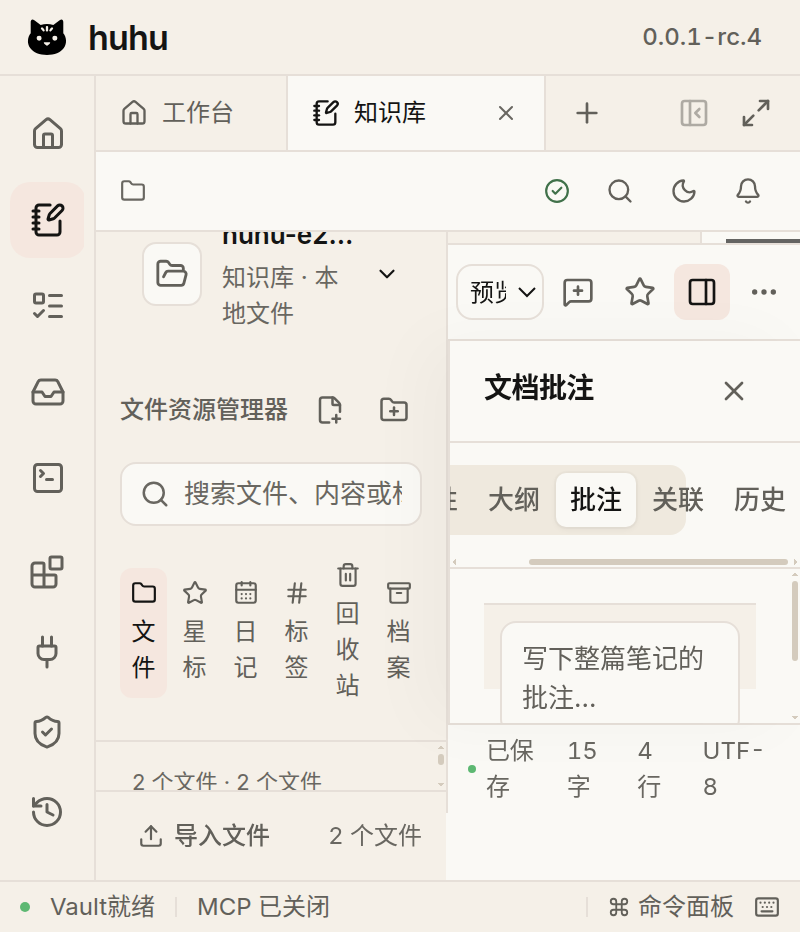 huhu
0.0.1-rc.4
工作台
知识库
huhu-e2...
知识库 · 本
地文件
预览
文件资源管理器
文档批注
搜索文件、内容或标
大纲
批注
关联
历史
文件
星标
日记
标签
回收站
档案
写下整篇笔记的
批注...
2 个文件 · 2 个文件
已保存
15 字
4 行
UTF-8
导入文件
2 个文件
Vault就绪
MCP 已关闭
⌘ 命令面板